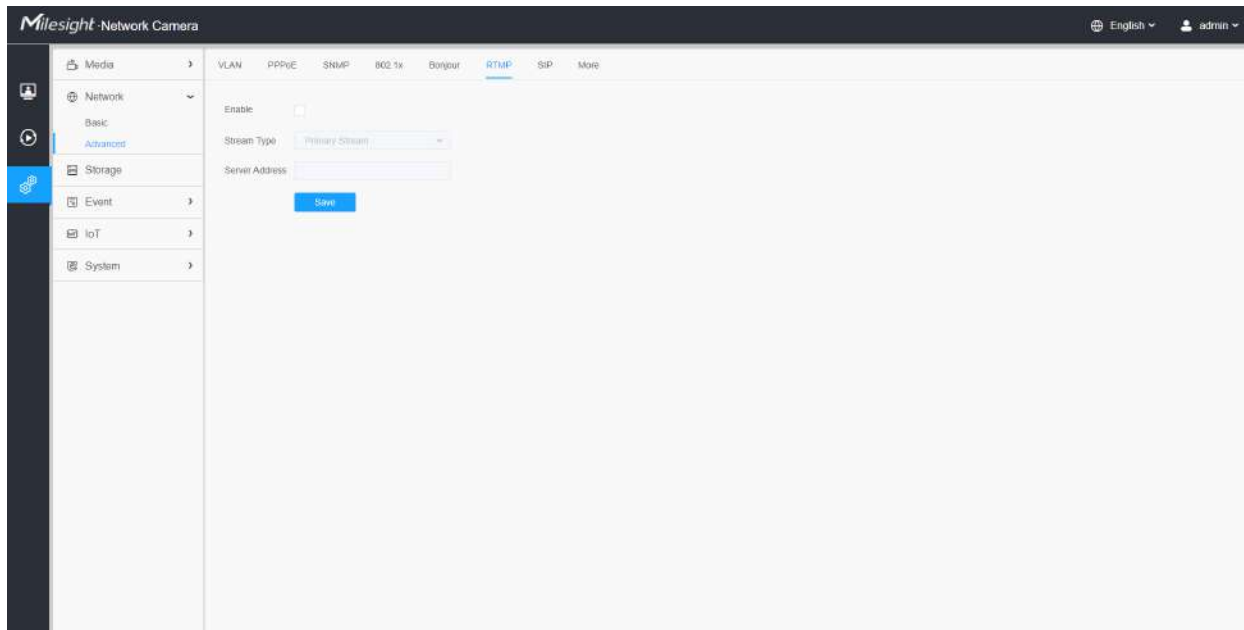 Milesight-Network Camera
English
admin
Media
Network
Basic
Advanced
Storage
Event
IoT
System
VLAN PPPoE SNMP 802.1x Bonjour RTMP SIP More
Enable
Stream Type Primary Stream
Server Address
Save